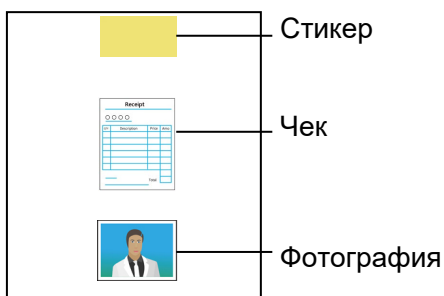 Стикер
Receipt
Description Price
Чек
Total
Фотография